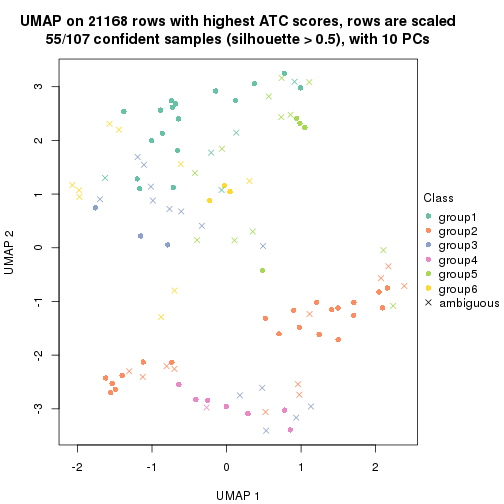 UMAP on 21168 rows with highest ATC scores, rows are scaled
55/107 confident samples (silhouette > 0.5), with 10 PCs
3
2
1
0
-1
-2
-3
UMAP 2
-2
-1
0
1
2
UMAP 1
Class
group1
group2
group3
group4
group5
group6
ambiguous